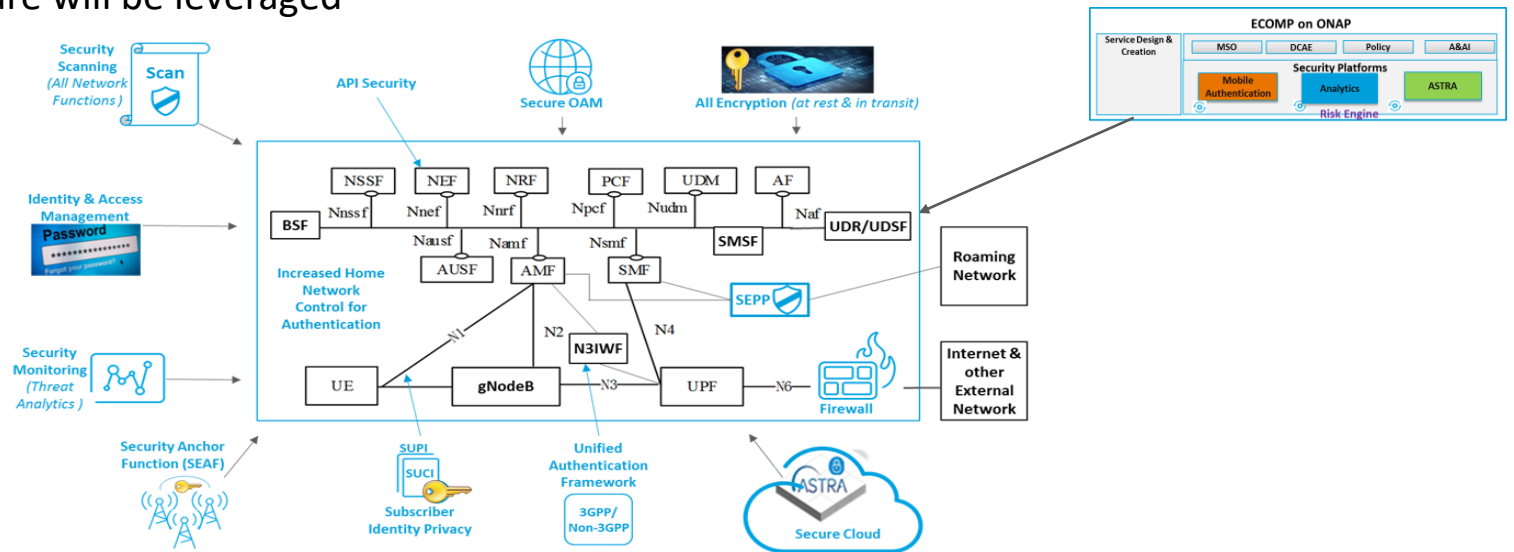 are will be leveraged
ECOMP on ONAP
Service Design &
Creation
MSO
DCAE
Policy
A&AI
Security Platforms
Mobile
Authentication
Analytics
ASTRA
Risk Engine
Security
Scanning
(All Network
Functions )
Scan
API Security
Secure OAM
All Encryption (at rest & in transit)
NSSF
NEF
NRF
PCF
UDM
AF
Nnssf
Nnef
Nnrf
Npcf
Nudm
Naf
BSF
SMSF
UDR/UDSF
Nausf
Namf
Nsmf
AUSF
AMF
SMF
Identity & Access
Management
Password
****************
Forgot your password?
Increased Home
Network
Control for
Authentication
SEPP
Roaming
Network
N1
N2
N3IWF
N4
UE
gNodeB
N3
UPF
N6
Firewall
Internet &
other
External
Network
Security
Monitoring
(Threat
Analytics )
Security Anchor
Function (SEAF)
SUPI
SUCI
Subscriber
Identity Privacy
Unified
Authentication
Framework
3GPP/
Non-3GPP
ASTRA
Secure Cloud